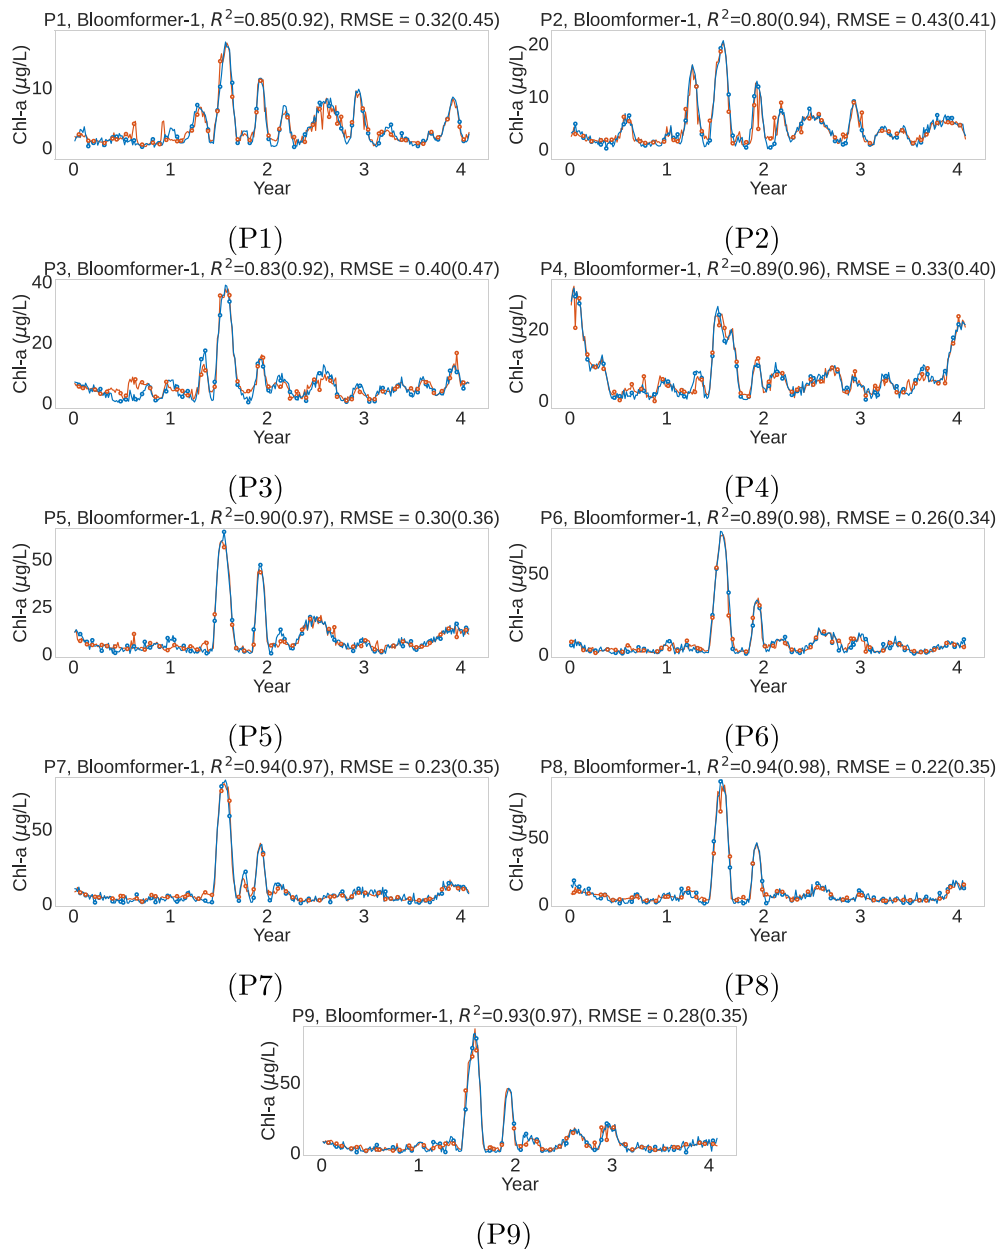 P1, Bloomformer-1, R²=0.85(0.92), RMSE = 0.32(0.45)
Chl-a (μg/L)
10
0
0 1 2 3 4
Year
(P1)
P2, Bloomformer-1, R²=0.80(0.94), RMSE = 0.43(0.41)
Chl-a (μg/L)
20
10
0
0 1 2 3 4
Year
(P2)
P3, Bloomformer-1, R²=0.83(0.92), RMSE = 0.40(0.47)
Chl-a (μg/L)
40
20
0
0 1 2 3 4
Year
(P3)
P4, Bloomformer-1, R²=0.89(0.96), RMSE = 0.33(0.40)
Chl-a (μg/L)
20
0
0 1 2 3 4
Year
(P4)
P5, Bloomformer-1, R²=0.90(0.97), RMSE = 0.30(0.36)
Chl-a (μg/L)
50
25
0
0 1 2 3 4
Year
(P5)
P6, Bloomformer-1, R²=0.89(0.98), RMSE = 0.26(0.34)
Chl-a (μg/L)
50
0
0 1 2 3 4
Year
(P6)
P7, Bloomformer-1, R²=0.94(0.97), RMSE = 0.23(0.35)
Chl-a (μg/L)
50
0
0 1 2 3 4
Year
(P7)
P8, Bloomformer-1, R²=0.94(0.98), RMSE = 0.22(0.35)
Chl-a (μg/L)
50
0
0 1 2 3 4
Year
(P8)
P9, Bloomformer-1, R²=0.93(0.97), RMSE = 0.28(0.35)
Chl-a (μg/L)
50
0
0 1 2 3 4
Year
(P9)